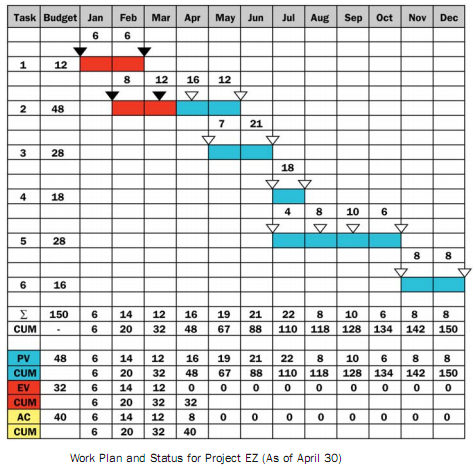 Task Budget Jan Feb Mar Apr May Jun Jul Aug Sep Oct Nov Dec
6 6
1 12
8 12 16 12
2 48
7 21
3 28
18
4 18
4 8 10 6
5 28
8 8
6 16
Σ 150 6 14 12 16 19 21 22 8 10 6 8 8
CUM - 6 20 32 48 67 88 110 118 128 134 142 150
PV 48 6 14 12 16 19 21 22 8 10 6 8 8
CUM 6 20 32 48 67 88 110 118 128 134 142 150
EV 32 6 14 12 0 0 0 0 0 0 0 0 0
CUM 6 20 32 32
AC 40 6 14 12 8 0 0 0 0 0 0 0 0
CUM 6 20 32 40
Work Plan and Status for Project EZ (As of April 30)